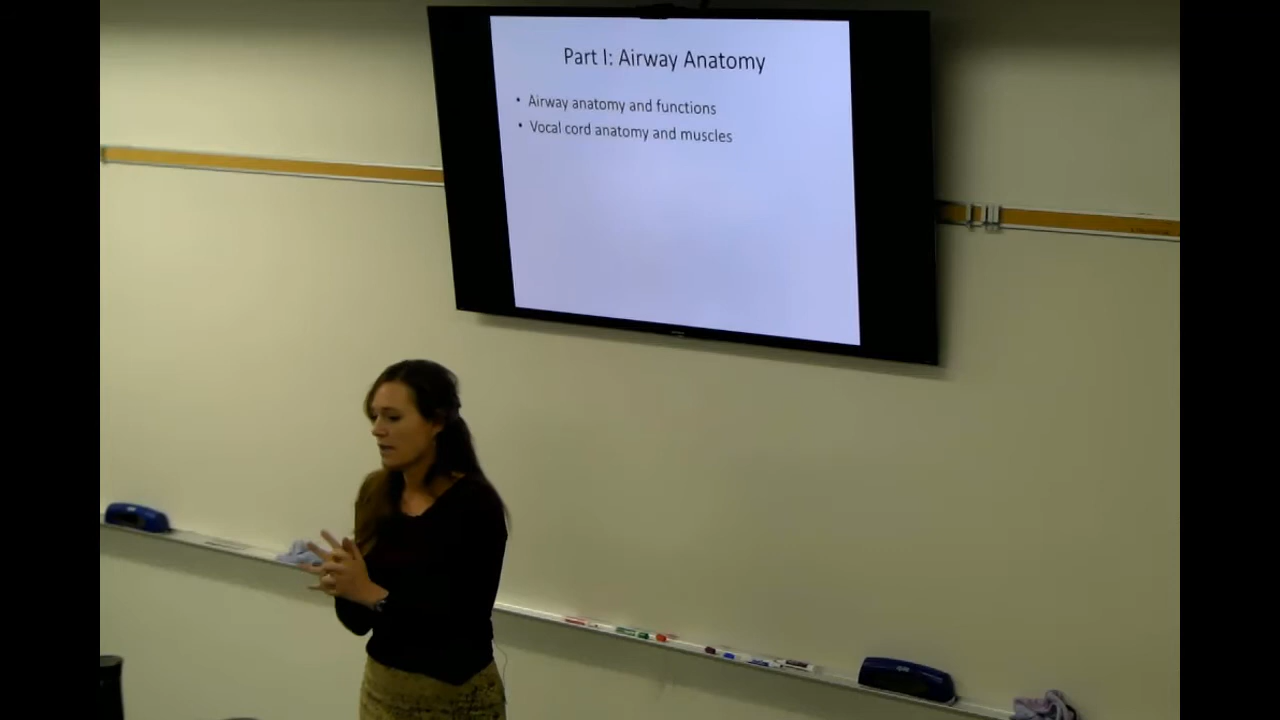 Part I: Airway Anatomy
• Airway anatomy and functions
• Vocal cord anatomy and muscles